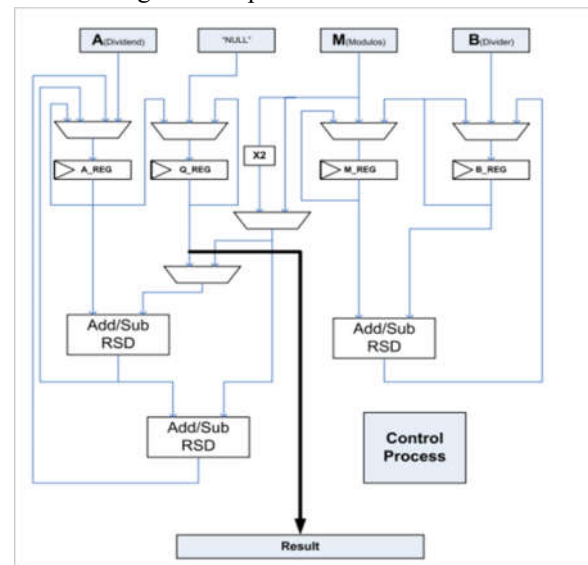 A(Dividend)
"NULL"
M(Modulos)
B(Divider)
X2
A_REG
Q_REG
M_REG
B_REG
Add/Sub
RSD
Add/Sub
RSD
Add/Sub
RSD
Control
Process
Result